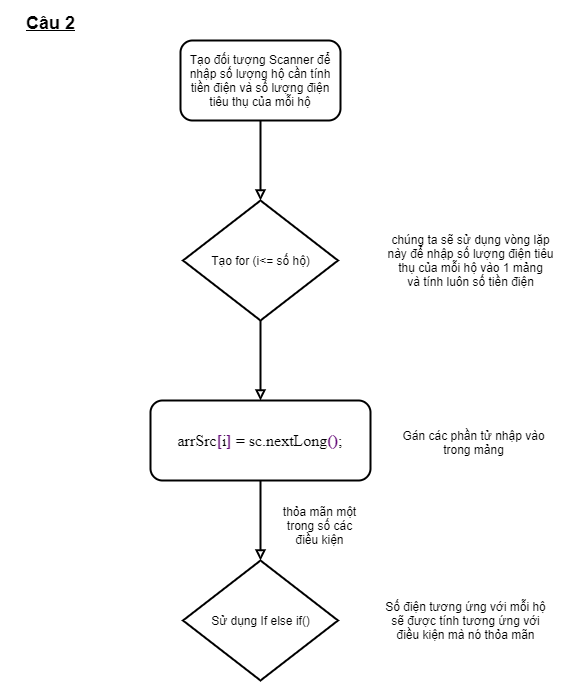 Câu 2
Tạo đối tượng Scanner để
nhập số lượng hộ cần tính
tiền điện và số lượng điện
tiêu thụ của mỗi hộ
Tạo for (i<= số hộ)
chúng ta sẽ sử dụng vòng lặp
này để nhập số lượng điện tiêu
thụ của mỗi hộ vào 1 mảng
và tính luôn số tiền điện
arrSrc[i] = sc.nextLong();
Gán các phần tử nhập vào
trong mảng
thỏa mãn một
trong số các
điều kiện
Sử dụng If else if()
Số điện tương ứng với mỗi hộ
sẽ được tính tương ứng với
điều kiện mà nó thỏa mãn